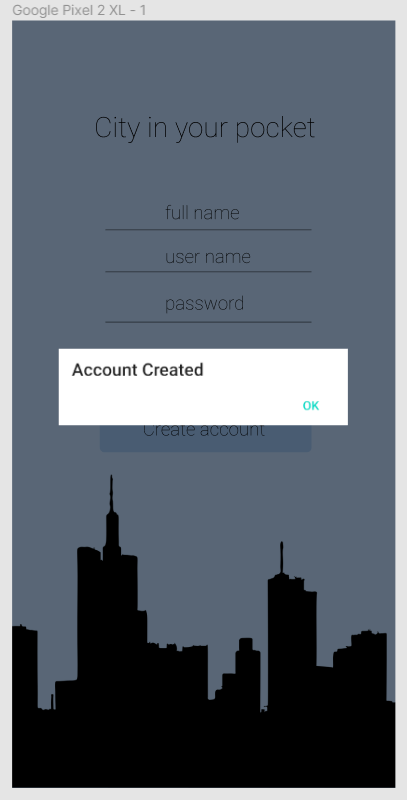 Google Pixel 2 XL - 1
City in your pocket
full name
user name
password
Account Created
OK
Create account